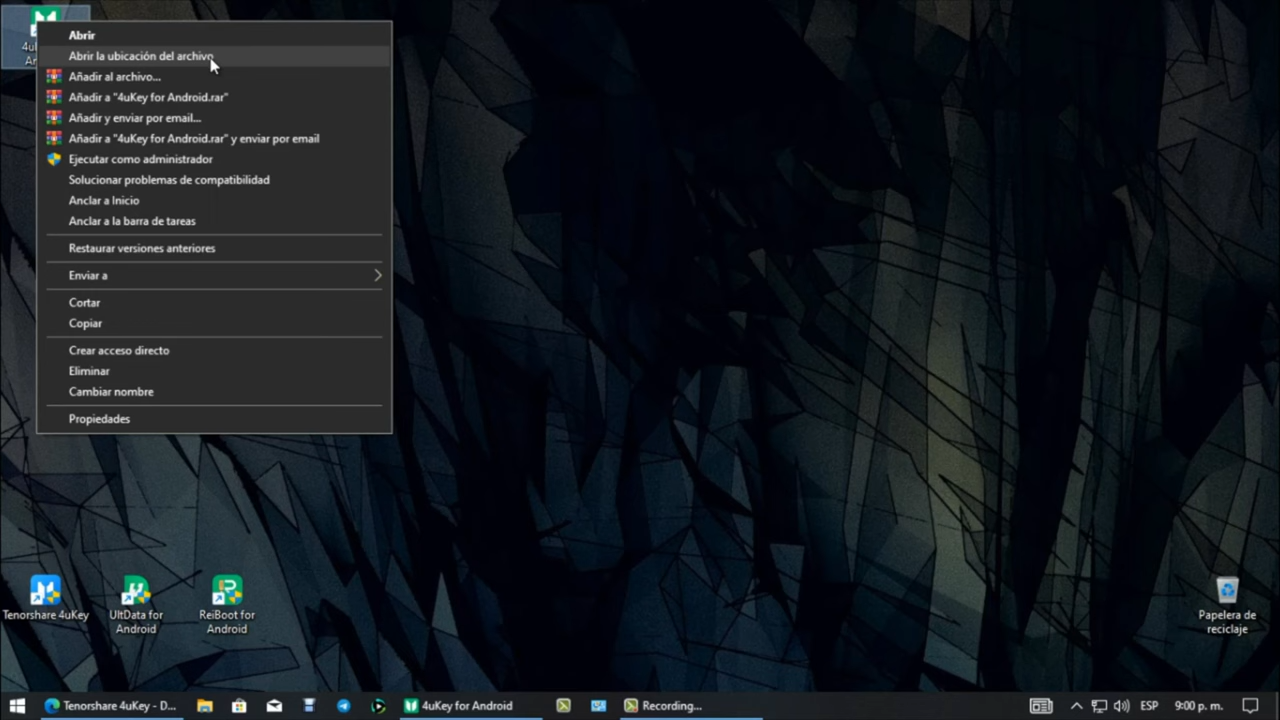 4u
An
Abrir
Abrir la ubicación del archivo
Añadir al archivo...
Añadir a "4uKey for Android.rar"
Añadir y enviar por email...
Añadir a "4uKey for Android.rar" y enviar por email
Ejecutar como administrador
Solucionar problemas de compatibilidad
Anclar a Inicio
Anclar a la barra de tareas
Restaurar versiones anteriores
Enviar a
Cortar
Copiar
Crear acceso directo
Eliminar
Cambiar nombre
Propiedades
Tenorshare 4uKey
UltData for
Android
ReiBoot for
Android
Papelera de
reciclaje
Tenorshare 4uKey - D...
4uKey for Android
Recording...
ESP
9:00 p. m.